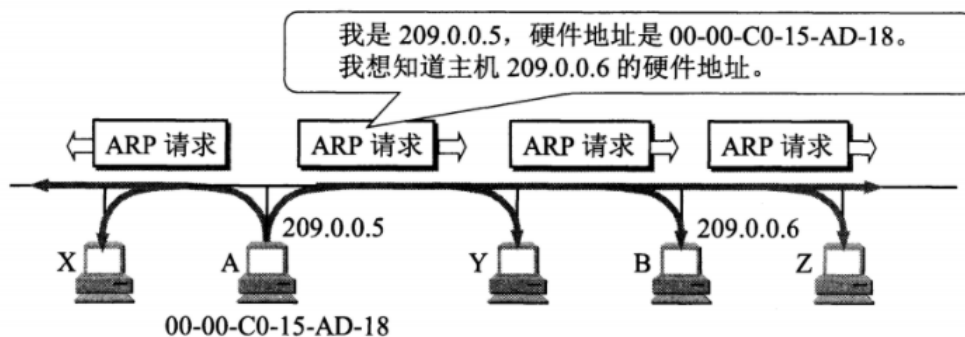 我是 209.0.0.5，硬件地址是 00-00-C0-15-AD-18。
我想知道主机 209.0.0.6 的硬件地址。
ARP 请求
ARP 请求
ARP 请求
ARP 请求
209.0.0.5
209.0.0.6
X
A
Y
B
Z
00-00-C0-15-AD-18